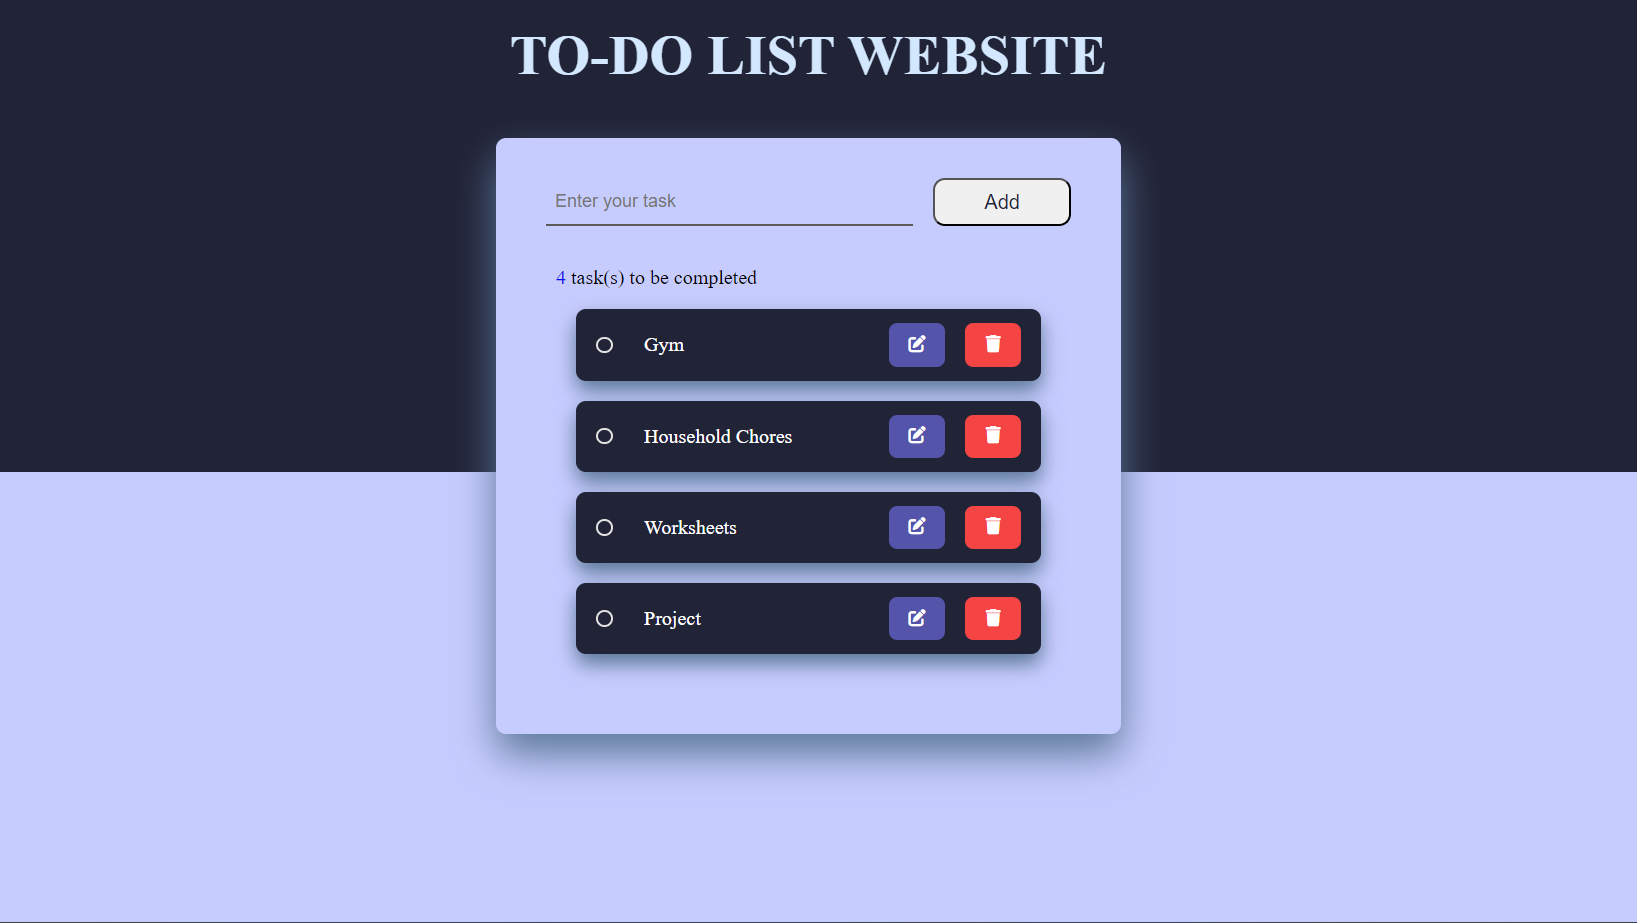 TO-DO LIST WEBSITE
Enter your task
Add
4 task(s) to be completed
Gym
Household Chores
Worksheets
Project